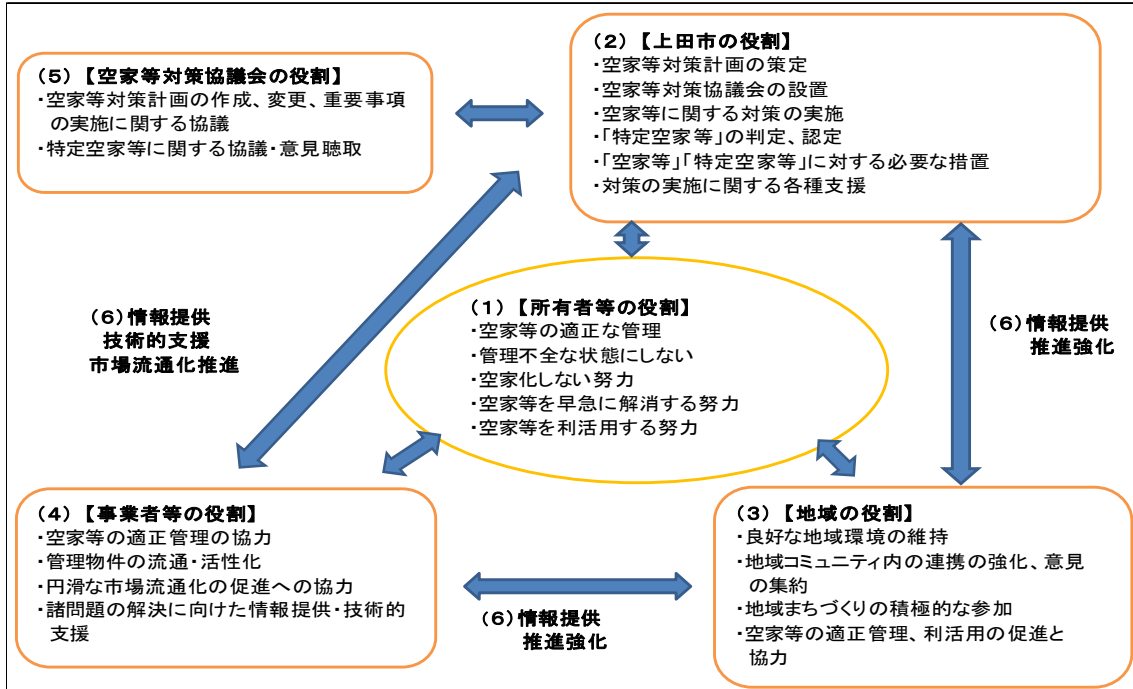 (5)【空家等対策協議会の役割】
・空家等対策計画の作成、変更、重要事項
の実施に関する協議
・特定空家等に関する協議・意見聴取
(2)【上田市の役割】
・空家等対策計画の策定
・空家等対策協議会の設置
・空家等に関する対策の実施
・「特定空家等」の判定、認定
・「空家等」「特定空家等」に対する必要な措置
・対策の実施に関する各種支援
(6)情報提供
技術的支援
市場流通化推進
(1)【所有者等の役割】
・空家等の適正な管理
・管理不全な状態にしない
・空家化しない努力
・空家等を早急に解消する努力
・空家等を利活用する努力
(6)情報提供
推進強化
(4)【事業者等の役割】
・空家等の適正管理の協力
・管理物件の流通・活性化
・円滑な市場流通化の促進への協力
・諸問題の解決に向けた情報提供・技術的
支援
(6)情報提供
推進強化
(3)【地域の役割】
・良好な地域環境の維持
・地域コミュニティ内の連携の強化、意見
の集約
・地域まちづくりの積極的な参加
・空家等の適正管理、利活用の促進と
協力